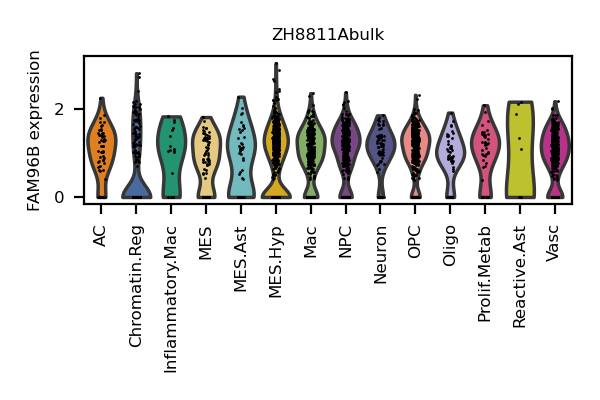 ZH8811Abulk
FAM96B expression
2
0
AC
Chromatin.Reg
Inflammatory.Mac
MES
MES.Ast
MES.Hyp
Mac
NPC
Neuron
OPC
Oligo
Prolif.Metab
Reactive.Ast
Vasc